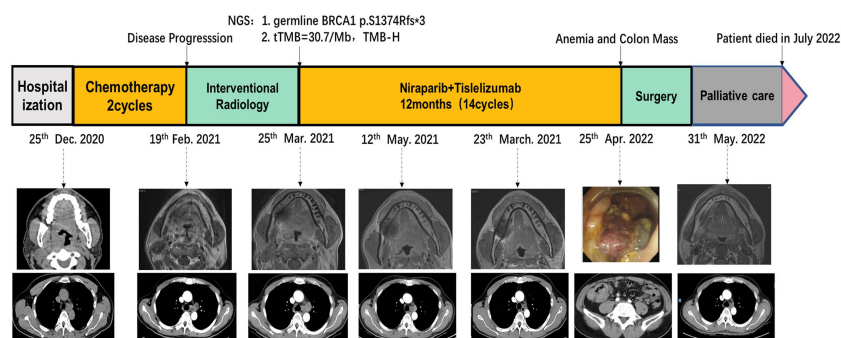 NGS: 1. germline BRCA1 p.S1374Rfs*3
2. tTMB=30.7/Mb, TMB-H
Disease Progresssion
Anemia and Colon Mass
Patient died in July 2022
Hospital
ization
Chemotherapy
2cycles
Interventional
Radiology
Niraparib+Tislelizumab
12months (14cycles)
Surgery
Palliative care
25th Dec. 2020
19th Feb. 2021
25th Mar. 2021
12th May. 2021
23th March. 2021
25th Apr. 2022
31th May. 2022